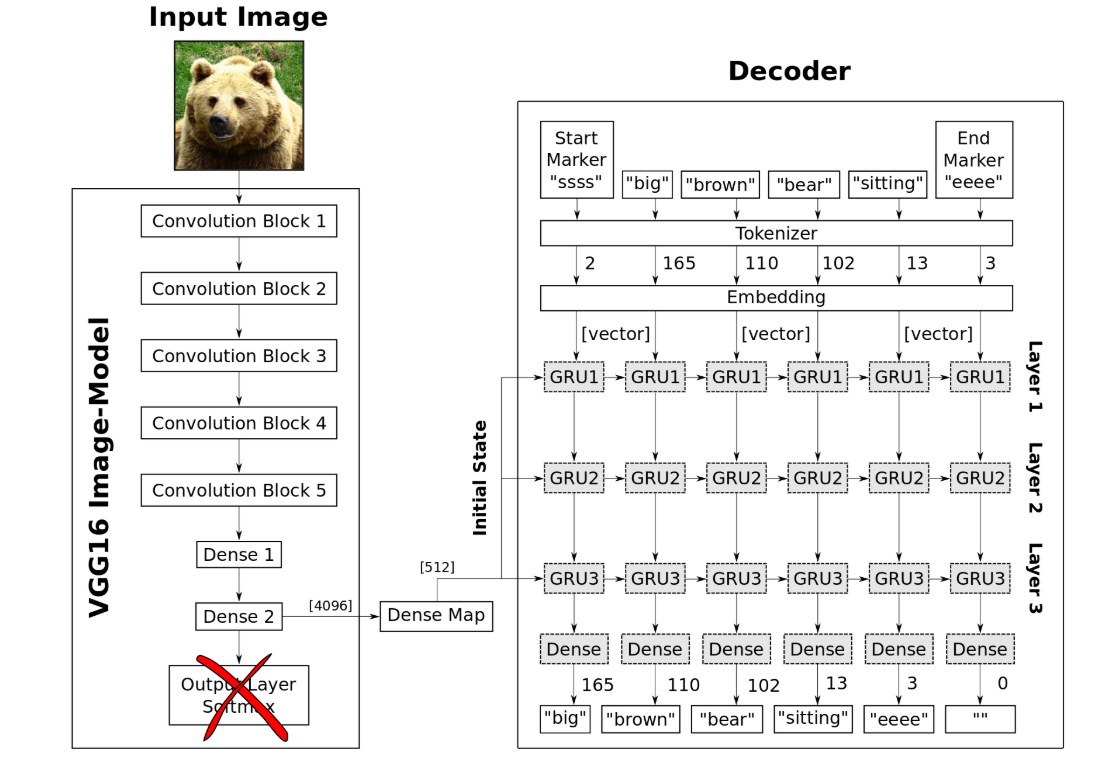 Input Image
VGG16 Image-Model
Convolution Block 1
Convolution Block 2
Convolution Block 3
Convolution Block 4
Convolution Block 5
Dense 1
Dense 2
[4096]
Dense Map
Output Layer
Softmax
[512]
Initial State
Decoder
Start
Marker
"ssss"
"big"
"brown"
"bear"
"sitting"
End
Marker
"eeee"
Tokenizer
2
165
110
102
13
3
Embedding
[vector]
[vector]
[vector]
GRU1
GRU1
GRU1
GRU1
GRU1
GRU1
Layer 1
GRU2
GRU2
GRU2
GRU2
GRU2
GRU2
Layer 2
GRU3
GRU3
GRU3
GRU3
GRU3
GRU3
Layer 3
Dense
Dense
Dense
Dense
Dense
Dense
165
110
102
13
3
0
"big"
"brown"
"bear"
"sitting"
"eeee"
""